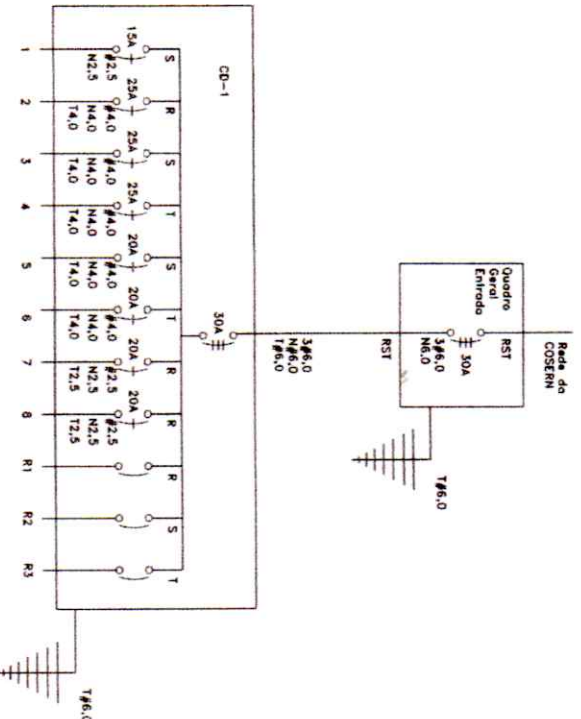 Rede da
COSERN
RST
30A
3#6,0
N6,0
Quadro
Geral
Entrada
T#6,0
RST
3#6,0
N#6,0
T#6,0
CD-1
30A
S
15A
#2,5
N2,5
1
R
25A
#4,0
N4,0
T4,0
2
S
25A
#4,0
N4,0
T4,0
3
T
25A
#4,0
N4,0
T4,0
4
S
20A
#4,0
N4,0
T4,0
5
T
20A
#4,0
N4,0
T4,0
6
R
20A
#2,5
N2,5
T2,5
7
R
20A
#2,5
N2,5
T2,5
8
R
R1
S
R2
T
R3
T#6,0